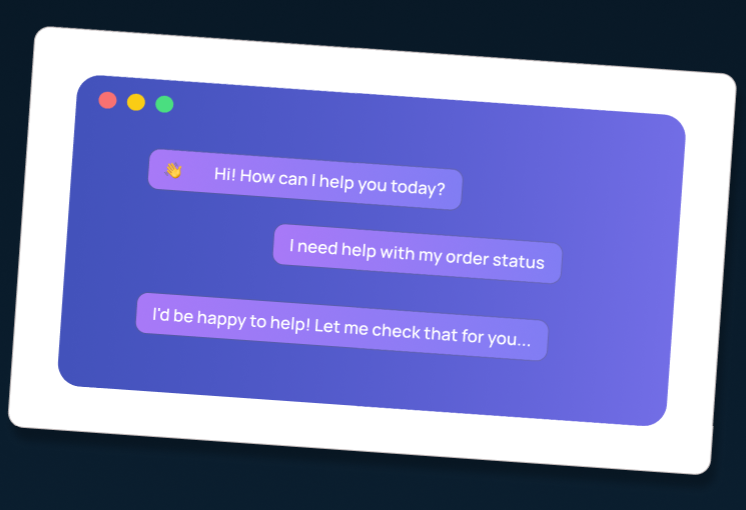 👋 Hi! How can I help you today?
I need help with my order status
I'd be happy to help! Let me check that for you...